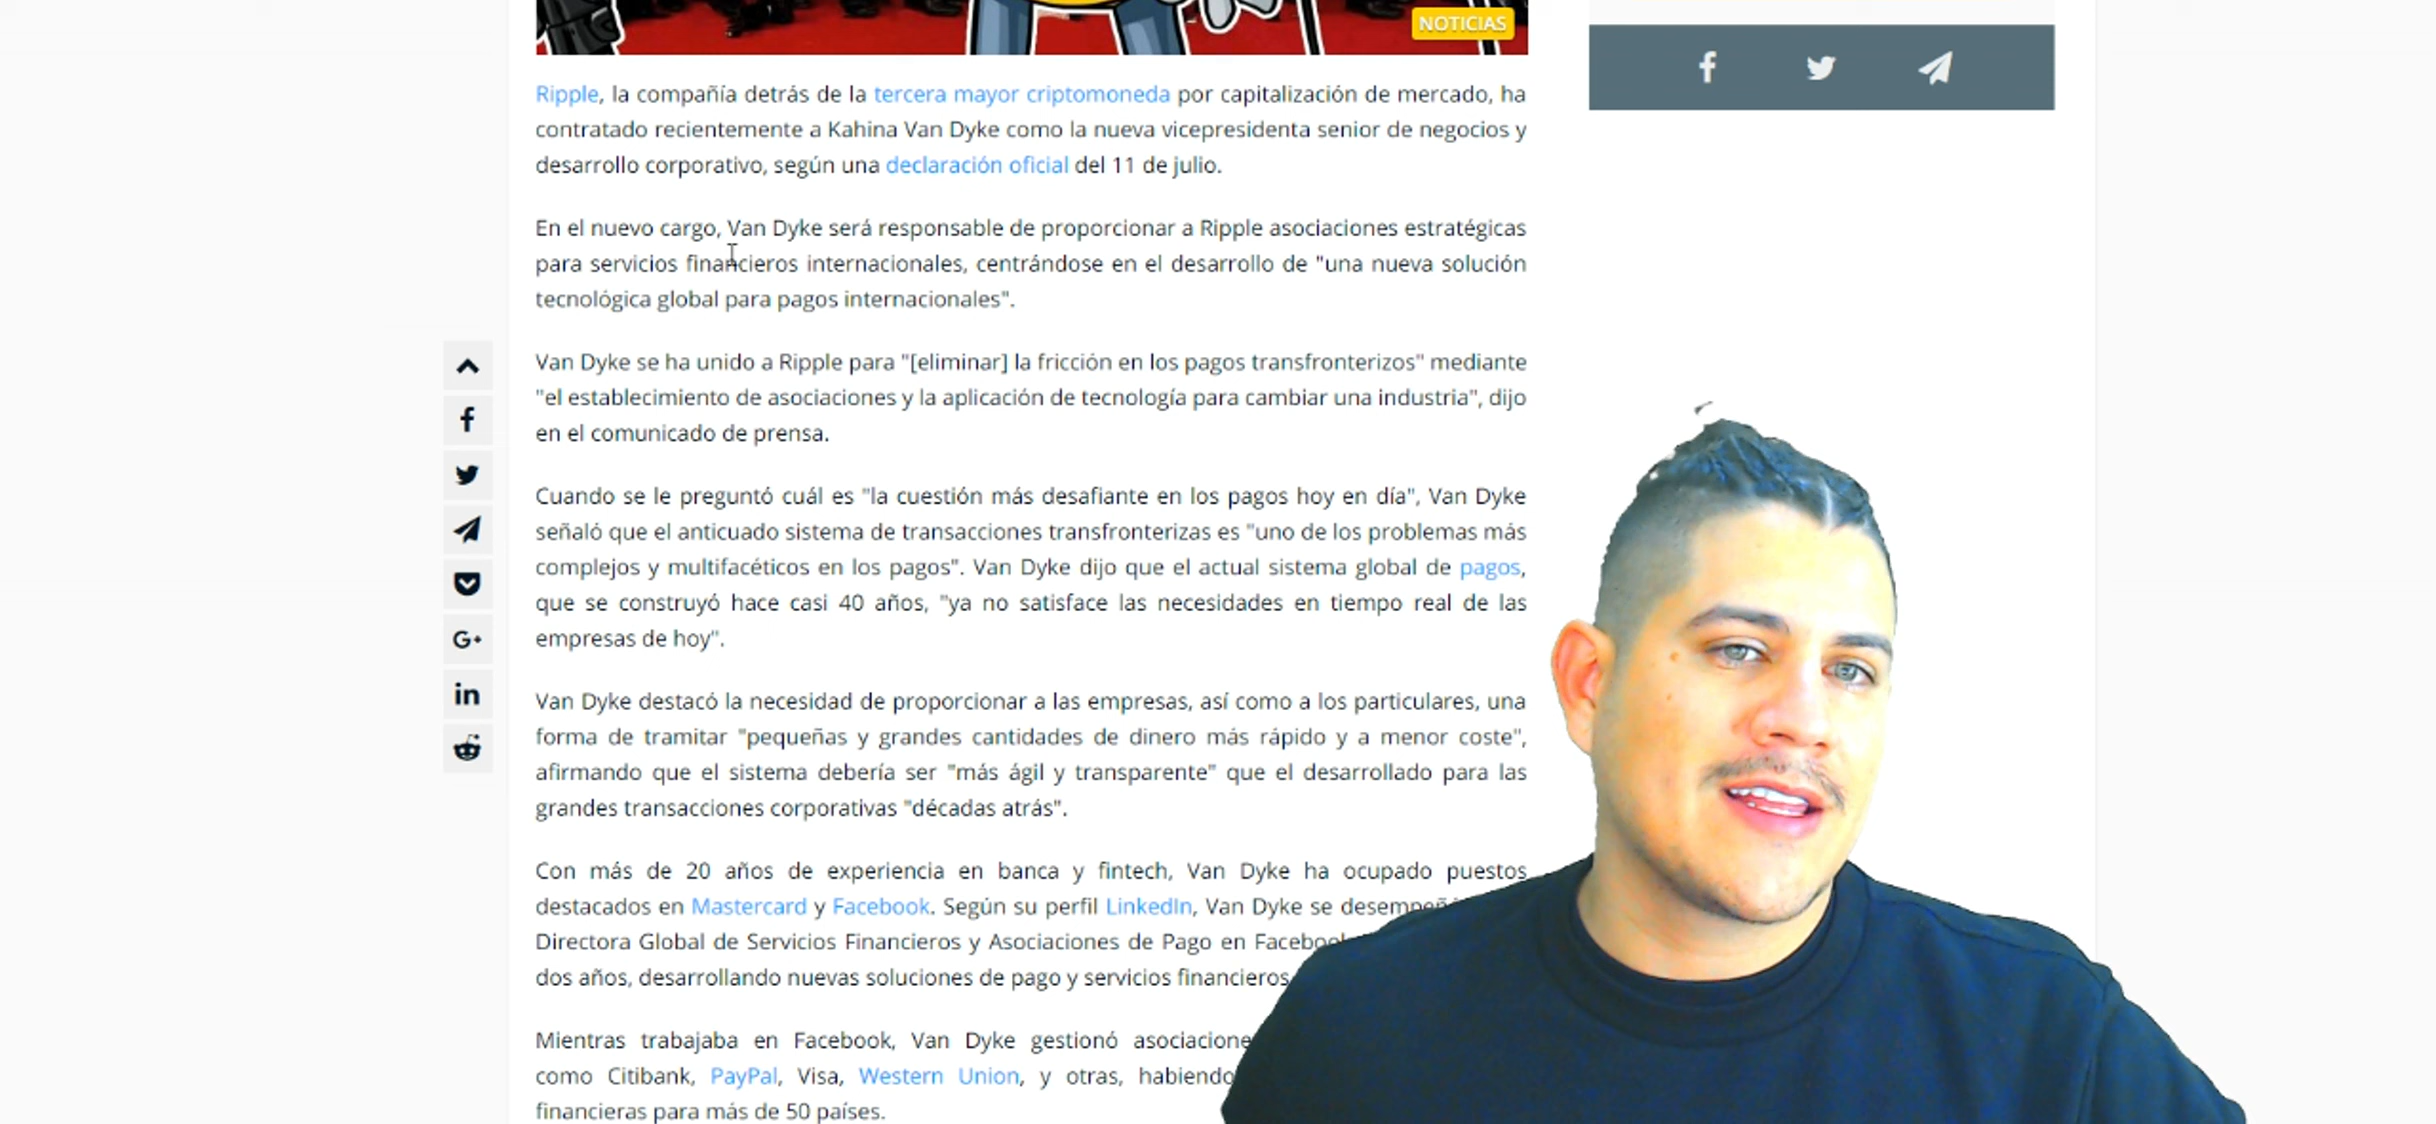 NOTICIAS
Ripple, la compañía detrás de la tercera mayor criptomoneda por capitalización de mercado, ha
contratado recientemente a Kahina Van Dyke como la nueva vicepresidenta senior de negocios y
desarrollo corporativo, según una declaración oficial del 11 de julio.
En el nuevo cargo, Van Dyke será responsable de proporcionar a Ripple asociaciones estratégicas
para servicios financieros internacionales, centrándose en el desarrollo de "una nueva solución
tecnológica global para pagos internacionales".
Van Dyke se ha unido a Ripple para "[eliminar] la fricción en los pagos transfronterizos" mediante
"el establecimiento de asociaciones y la aplicación de tecnología para cambiar una industria", dijo
en el comunicado de prensa.
Cuando se le preguntó cuál es "la cuestión más desafiante en los pagos hoy en día", Van Dyke
señaló que el anticuado sistema de transacciones transfronterizas es "uno de los problemas más
complejos y multifacéticos en los pagos". Van Dyke dijo que el actual sistema global de pagos,
que se construyó hace casi 40 años, "ya no satisface las necesidades en tiempo real de las
empresas de hoy".
Van Dyke destacó la necesidad de proporcionar a las empresas, así como a los particulares, una
forma de tramitar "pequeñas y grandes cantidades de dinero más rápido y a menor coste",
afirmando que el sistema debería ser "más ágil y transparente" que el desarrollado para las
grandes transacciones corporativas "décadas atrás".
Con más de 20 años de experiencia en banca y fintech, Van Dyke ha ocupado puestos
destacados en Mastercard y Facebook. Según su perfil LinkedIn, Van Dyke se
Directora Global de Servicios Financieros y Asociaciones de Pago en Facebook
dos años, desarrollando nuevas soluciones de pago y servicios financieros
Mientras trabajaba en Facebook, Van Dyke gestionó
como Citibank, PayPal, Visa, Western Union, y otras, habiendo
financieras para más de 50 países.